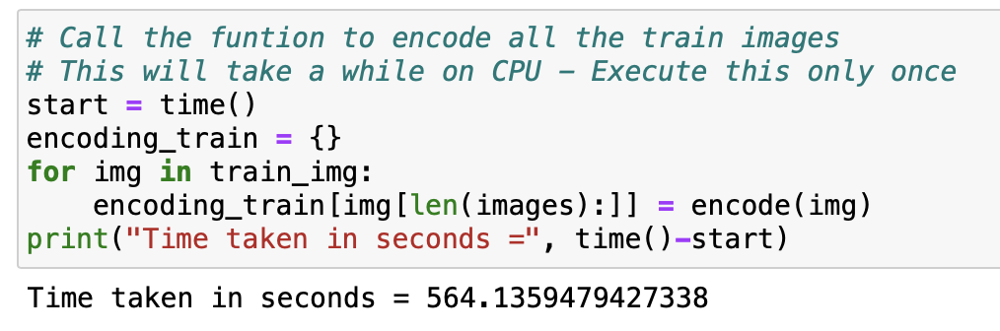 # Call the funtion to encode all the train images
# This will take a while on CPU - Execute this only once
start = time()
encoding_train = {}
for img in train_img:
    encoding_train[img[len(images):]] = encode(img)
print("Time taken in seconds =", time()-start)
Time taken in seconds = 564.1359479427338